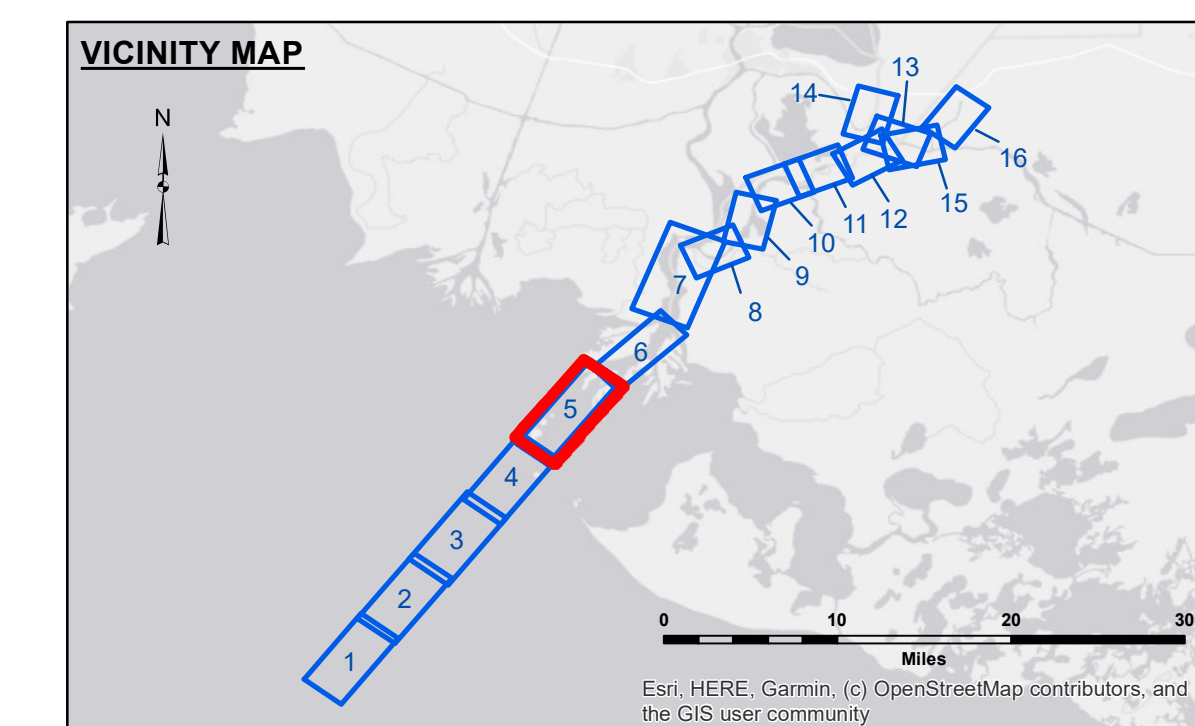 VICINITY MAP
N
13
14
16
15
12
11
10
9
8
7
6
5
4
3
2
1
0 10 20 30
Miles
Esri, HERE, Garmin, (c) OpenStreetMap contributors, and
the GIS user community